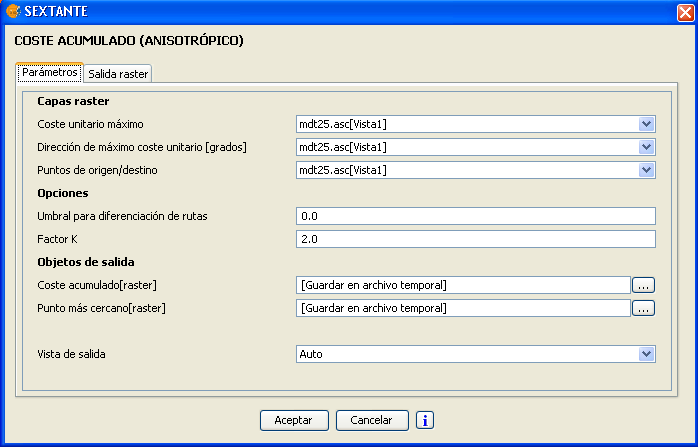 SEXTANTE
COSTE ACUMULADO (ANISOTRÓPICO)
Parámetros Salida raster
Capas raster
Coste unitario máximo mdt25.asc[Vista1]
Dirección de máximo coste unitario [grados] mdt25.asc[Vista1]
Puntos de origen/destino mdt25.asc[Vista1]
Opciones
Umbral para diferenciación de rutas 0.0
Factor K 2.0
Objetos de salida
Coste acumulado[raster] [Guardar en archivo temporal] ...
Punto más cercano[raster] [Guardar en archivo temporal] ...
Vista de salida Auto
Aceptar Cancelar i